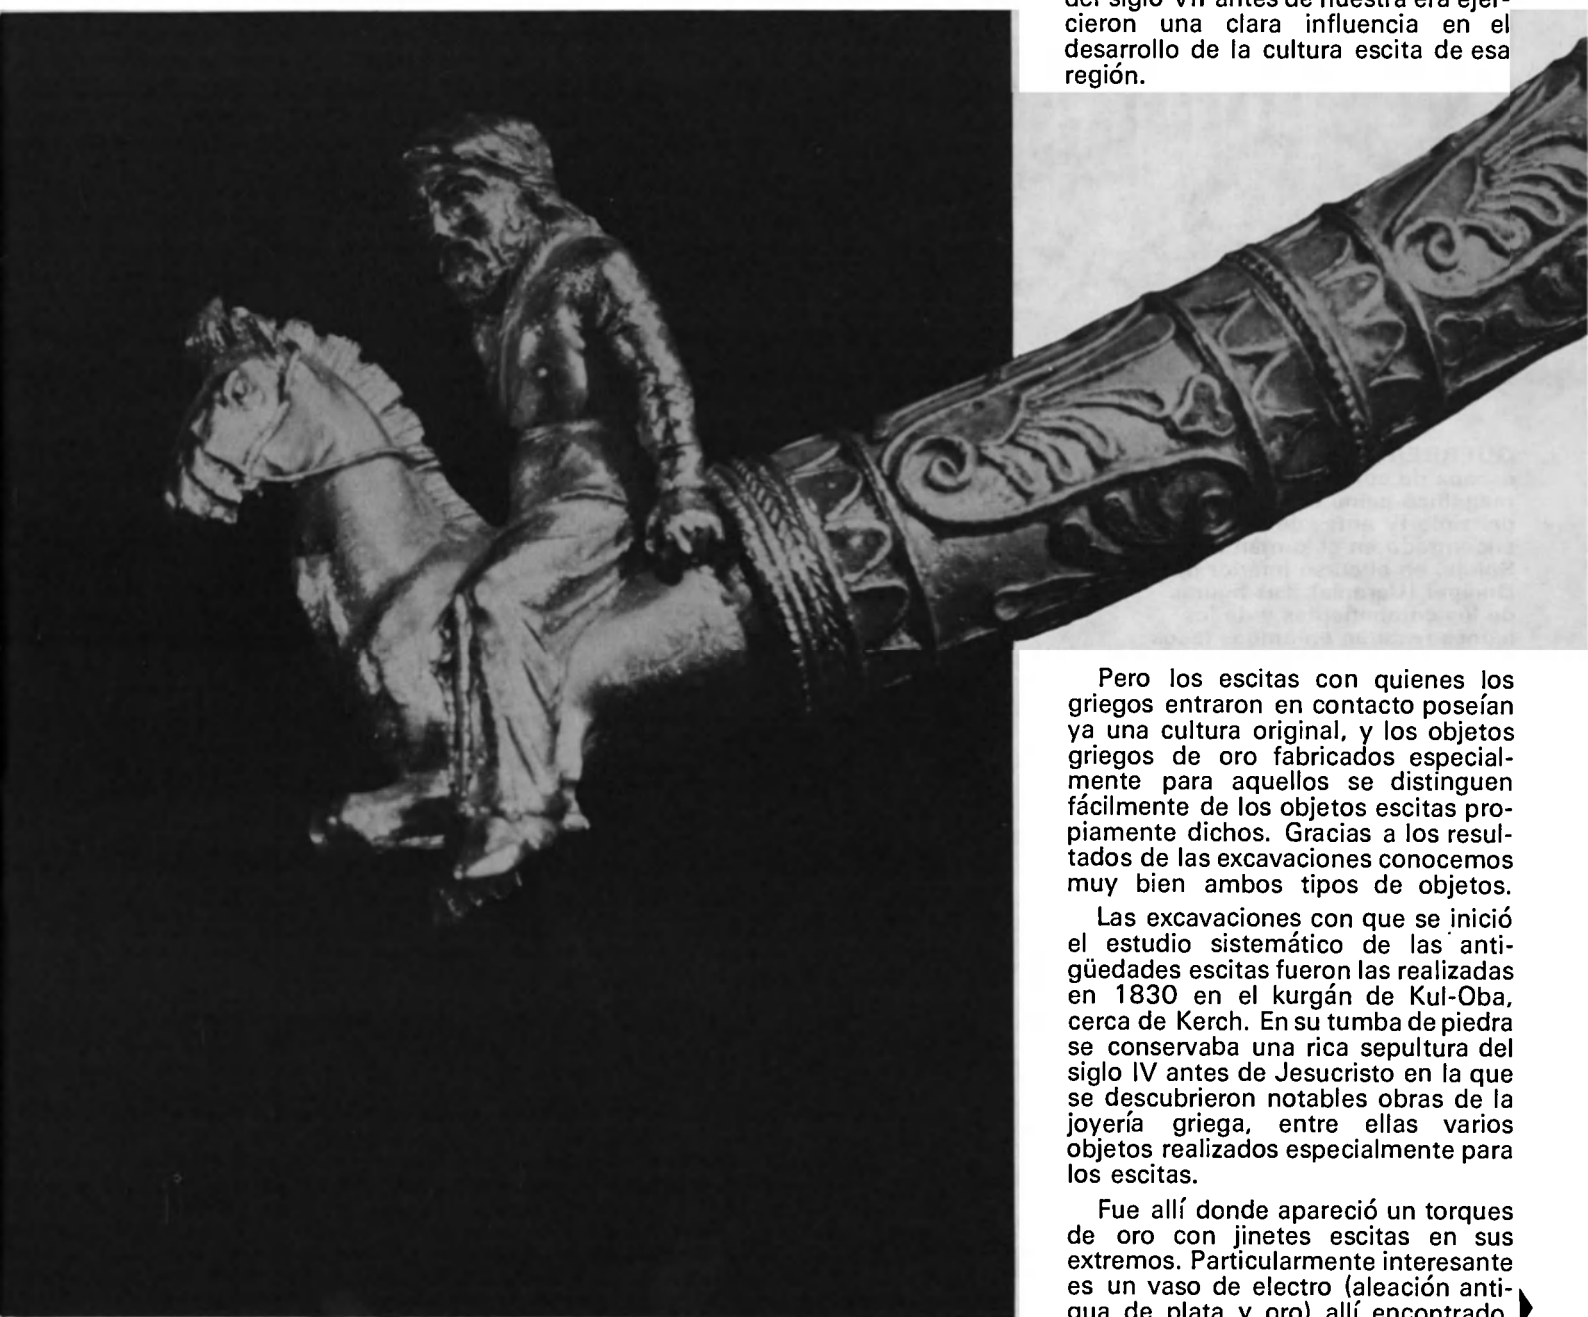 del siglo VII antes de nuestra era ejer-
cieron una clara influencia en el
desarrollo de la cultura escita de esa
región.
Pero los escitas con quienes los
griegos entraron en contacto poseían
ya una cultura original, y los objetos
griegos de oro fabricados especial-
mente para aquellos se distinguen
fácilmente de los objetos escitas pro-
piamente dichos. Gracias a los resul-
tados de las excavaciones conocemos
muy bien ambos tipos de objetos.
Las excavaciones con que se inició
el estudio sistemático de las anti-
güedades escitas fueron las realizadas
en 1830 en el kurgán de Kul-Oba,
cerca de Kerch. En su tumba de piedra
se conservaba una rica sepultura del
siglo IV antes de Jesucristo en la que
se descubrieron notables obras de la
joyería griega, entre ellas varios
objetos realizados especialmente para
los escitas.
Fue allí donde apareció un torques
de oro con jinetes escitas en sus
extremos. Particularmente interesante
es un vaso de electro (aleación anti-
gua de plata y oro) allí encontrado,